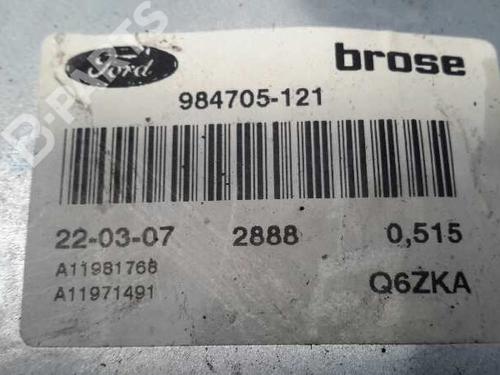 Ford brose
984705-121
22-03-07 2888 0,515
A11981768
A11971491 Q6ZKA
B-PARTS